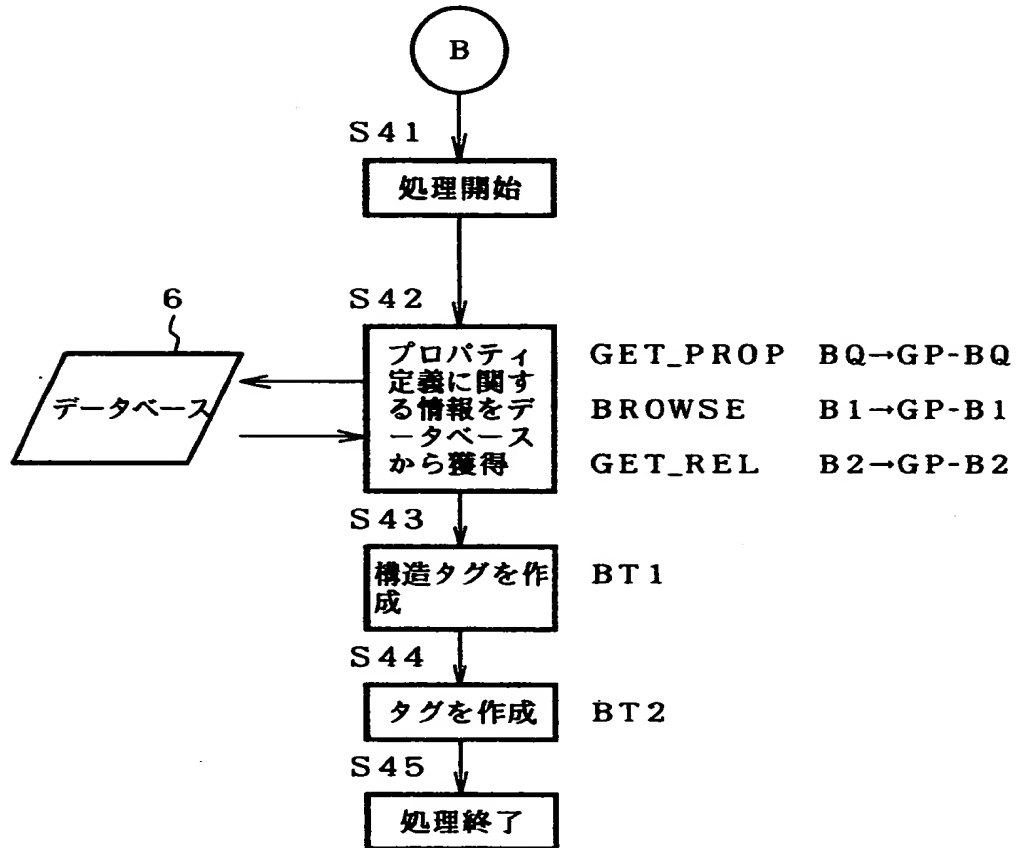 B
S41
処理開始
S42
6
データベース
プロパティ
定義に関す
る情報をデ
ータベース
から獲得
GET_PROP BQ→GP-BQ
BROWSE B1→GP-B1
GET_REL B2→GP-B2
S43
構造タグを作
成
BT1
S44
タグを作成
BT2
S45
処理終了